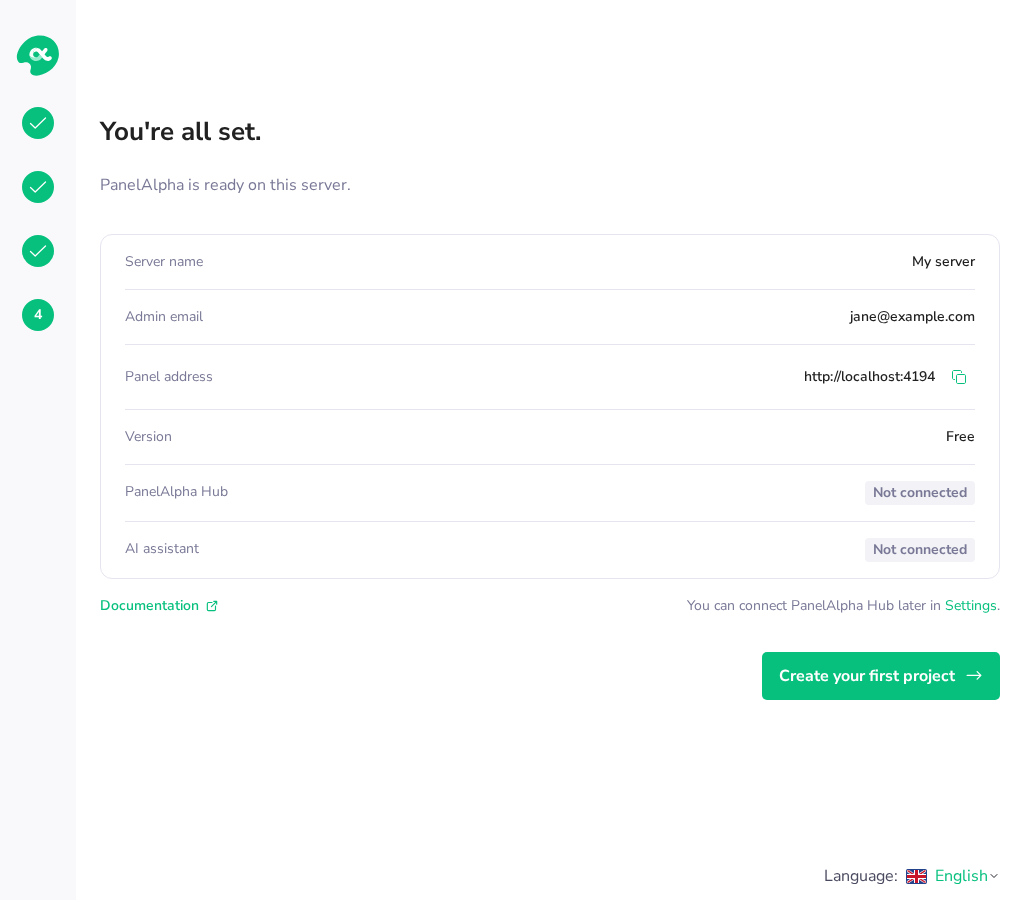 You're all set.
PanelAlpha is ready on this server.
Server name My server
Admin email jane@example.com
Panel address http://localhost:4194
Version Free
PanelAlpha Hub Not connected
AI assistant Not connected
Documentation You can connect PanelAlpha Hub later in Settings.
4
Create your first project
Language: English